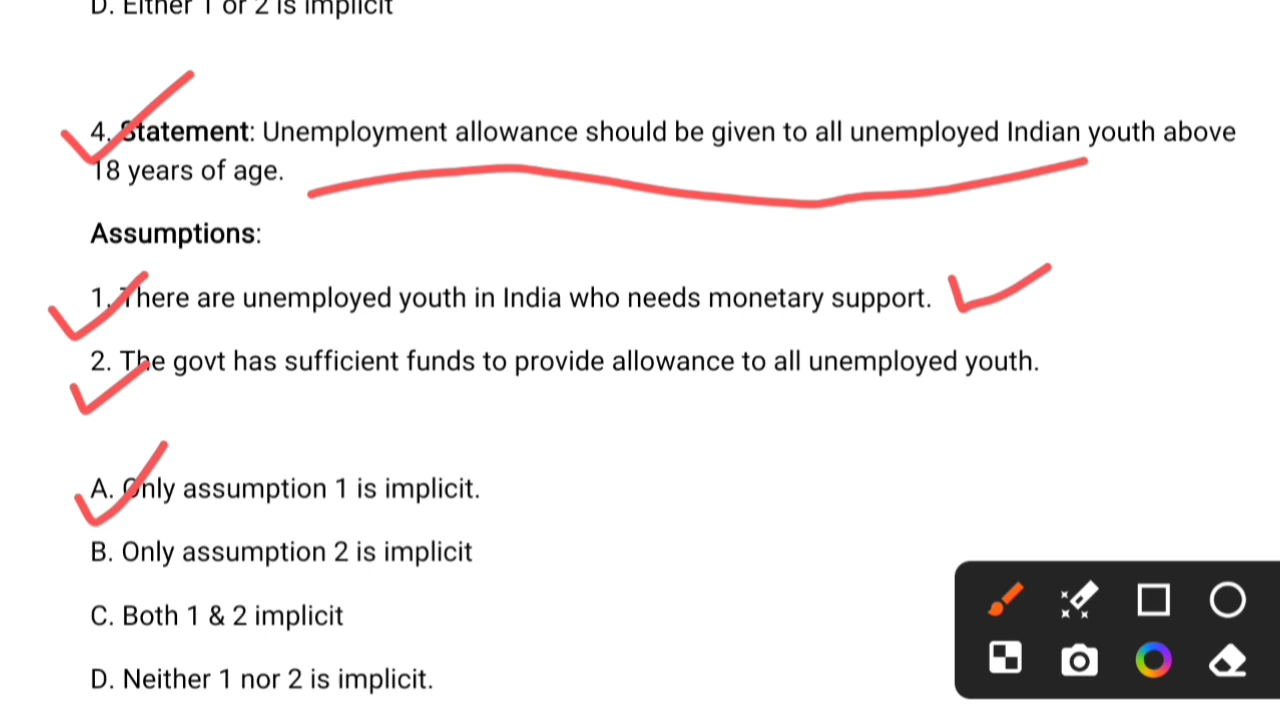 D. Either 1 or 2 is implicit
4. Statement: Unemployment allowance should be given to all unemployed Indian youth above
18 years of age.
Assumptions:
1. There are unemployed youth in India who needs monetary support.
2. The govt has sufficient funds to provide allowance to all unemployed youth.
A. Only assumption 1 is implicit.
B. Only assumption 2 is implicit
C. Both 1 & 2 implicit
D. Neither 1 nor 2 is implicit.